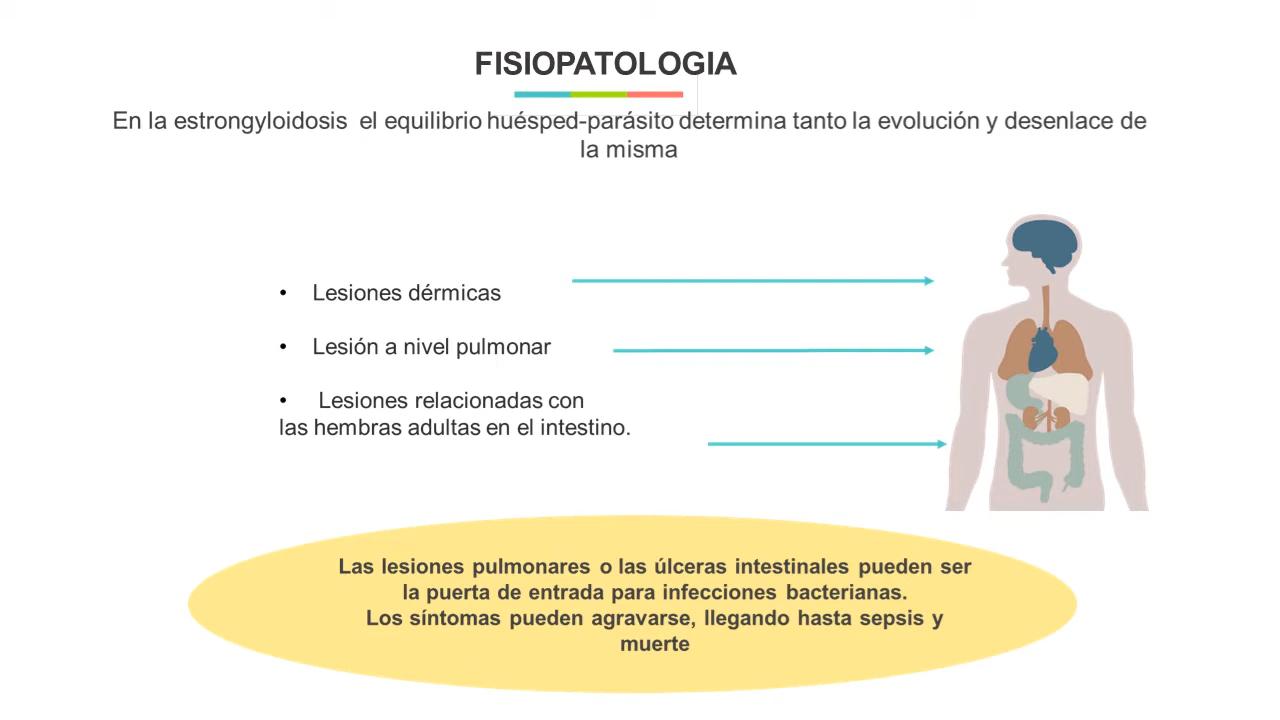 FISIOPATOLOGIA
En la estrongyloidosis el equilibrio huésped-parásito determina tanto la evolución y desenlace de
la misma
• Lesiones dérmicas
• Lesión a nivel pulmonar
• Lesiones relacionadas con
las hembras adultas en el intestino.
Las lesiones pulmonares o las úlceras intestinales pueden ser
la puerta de entrada para infecciones bacterianas.
Los síntomas pueden agravarse, llegando hasta sepsis y
muerte